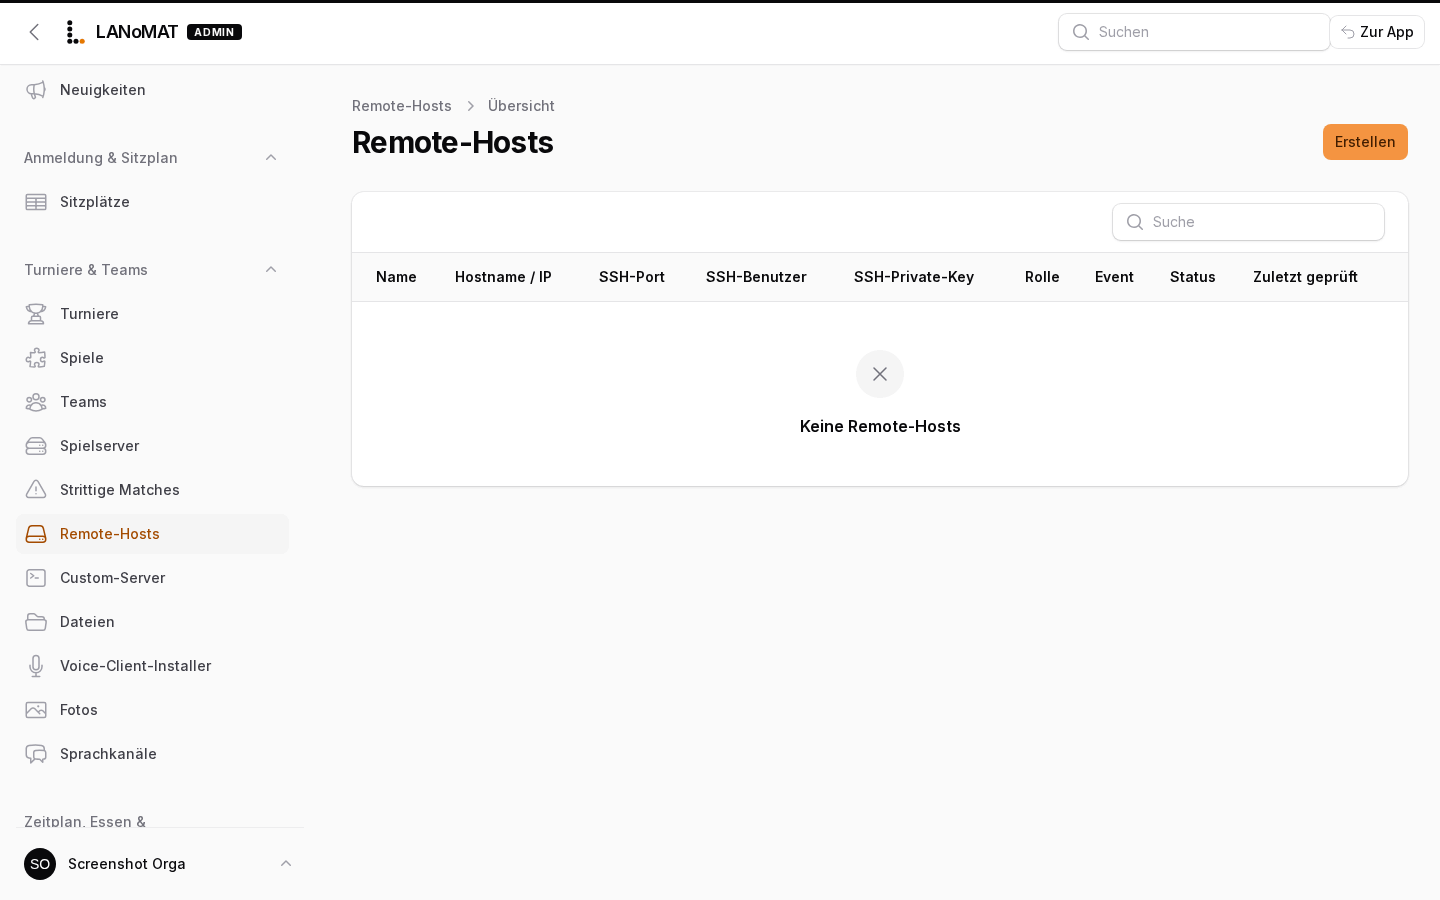 LANoMAT ADMIN
Suchen
Zur App
Neuigkeiten
Anmeldung & Sitzplan
Sitzplätze
Turniere & Teams
Turniere
Spiele
Teams
Spielserver
Strittige Matches
Remote-Hosts
Custom-Server
Dateien
Voice-Client-Installer
Fotos
Sprachkanäle
Zeitplan, Essen &
SO Screenshot Orga
Remote-Hosts Übersicht
Remote-Hosts
Erstellen
Suche
Name Hostname / IP SSH-Port SSH-Benutzer SSH-Private-Key Rolle Event Status Zuletzt geprüft
Keine Remote-Hosts